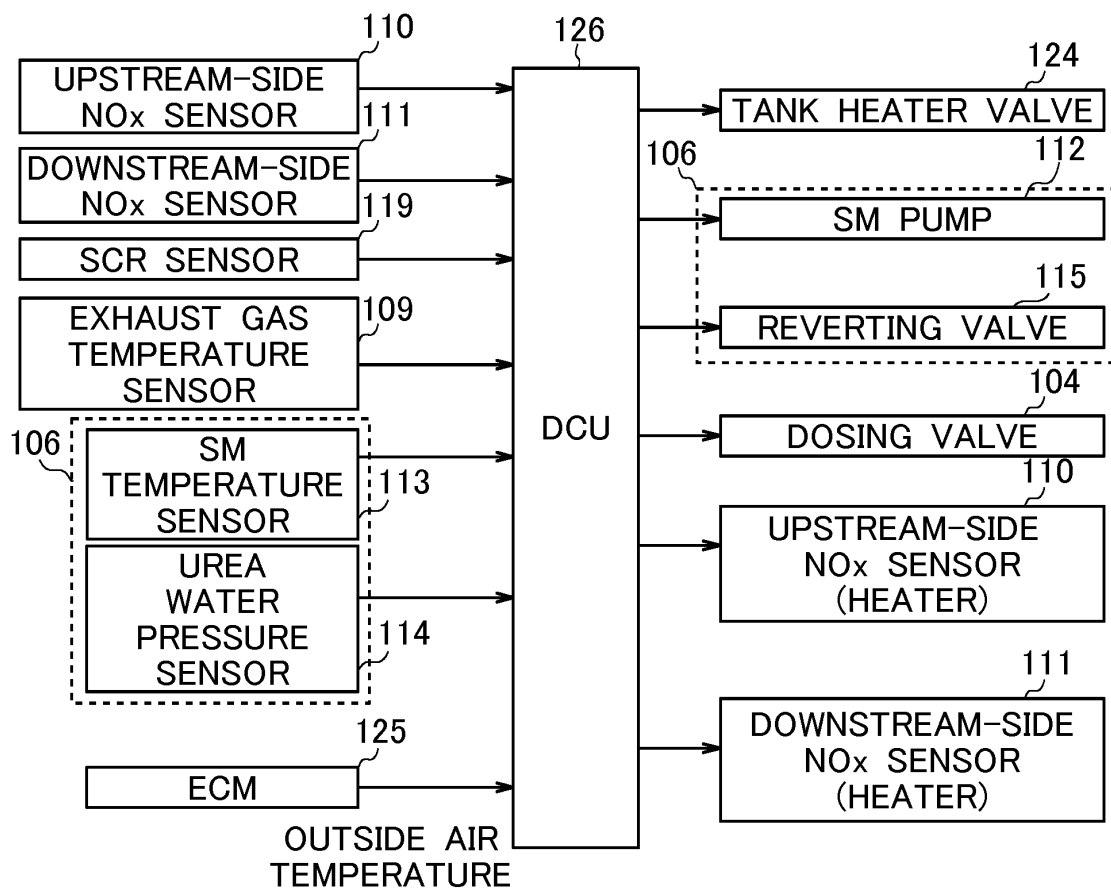 110
UPSTREAM-SIDE
NOx SENSOR
111
DOWNSTREAM-SIDE
NOx SENSOR
119
SCR SENSOR
109
EXHAUST GAS
TEMPERATURE
SENSOR
106
SM
TEMPERATURE
SENSOR
113
UREA
WATER
PRESSURE
SENSOR
114
125
ECM
OUTSIDE AIR
TEMPERATURE
126
DCU
124
TANK HEATER VALVE
106
112
SM PUMP
115
REVERTING VALVE
104
DOSING VALVE
110
UPSTREAM-SIDE
NOx SENSOR
(HEATER)
111
DOWNSTREAM-SIDE
NOx SENSOR
(HEATER)